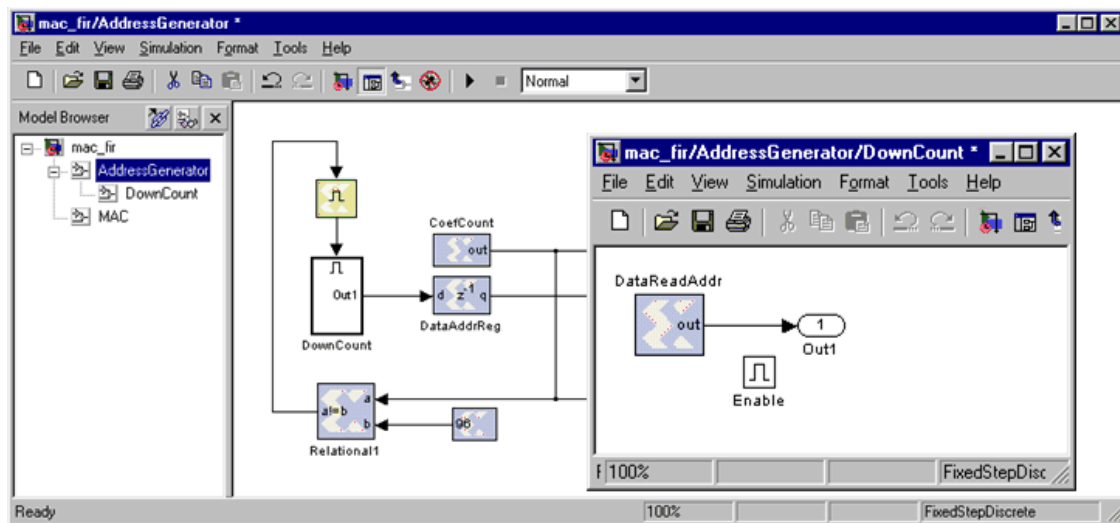 mac_fir/AddressGenerator *
File Edit View Simulation Format Tools Help
Normal
Model Browser
mac_fir
AddressGenerator
DownCount
MAC
CoefCount
out
Out1
d z-1 q
DataAddrReg
DownCount
a
a!=b
b
96
Relational1
mac_fir/AddressGenerator/DownCount *
File Edit View Simulation Format Tools Help
DataReadAddr
out
1
Out1
Enable
100%
FixedStepDisc
Ready
100%
FixedStepDiscrete